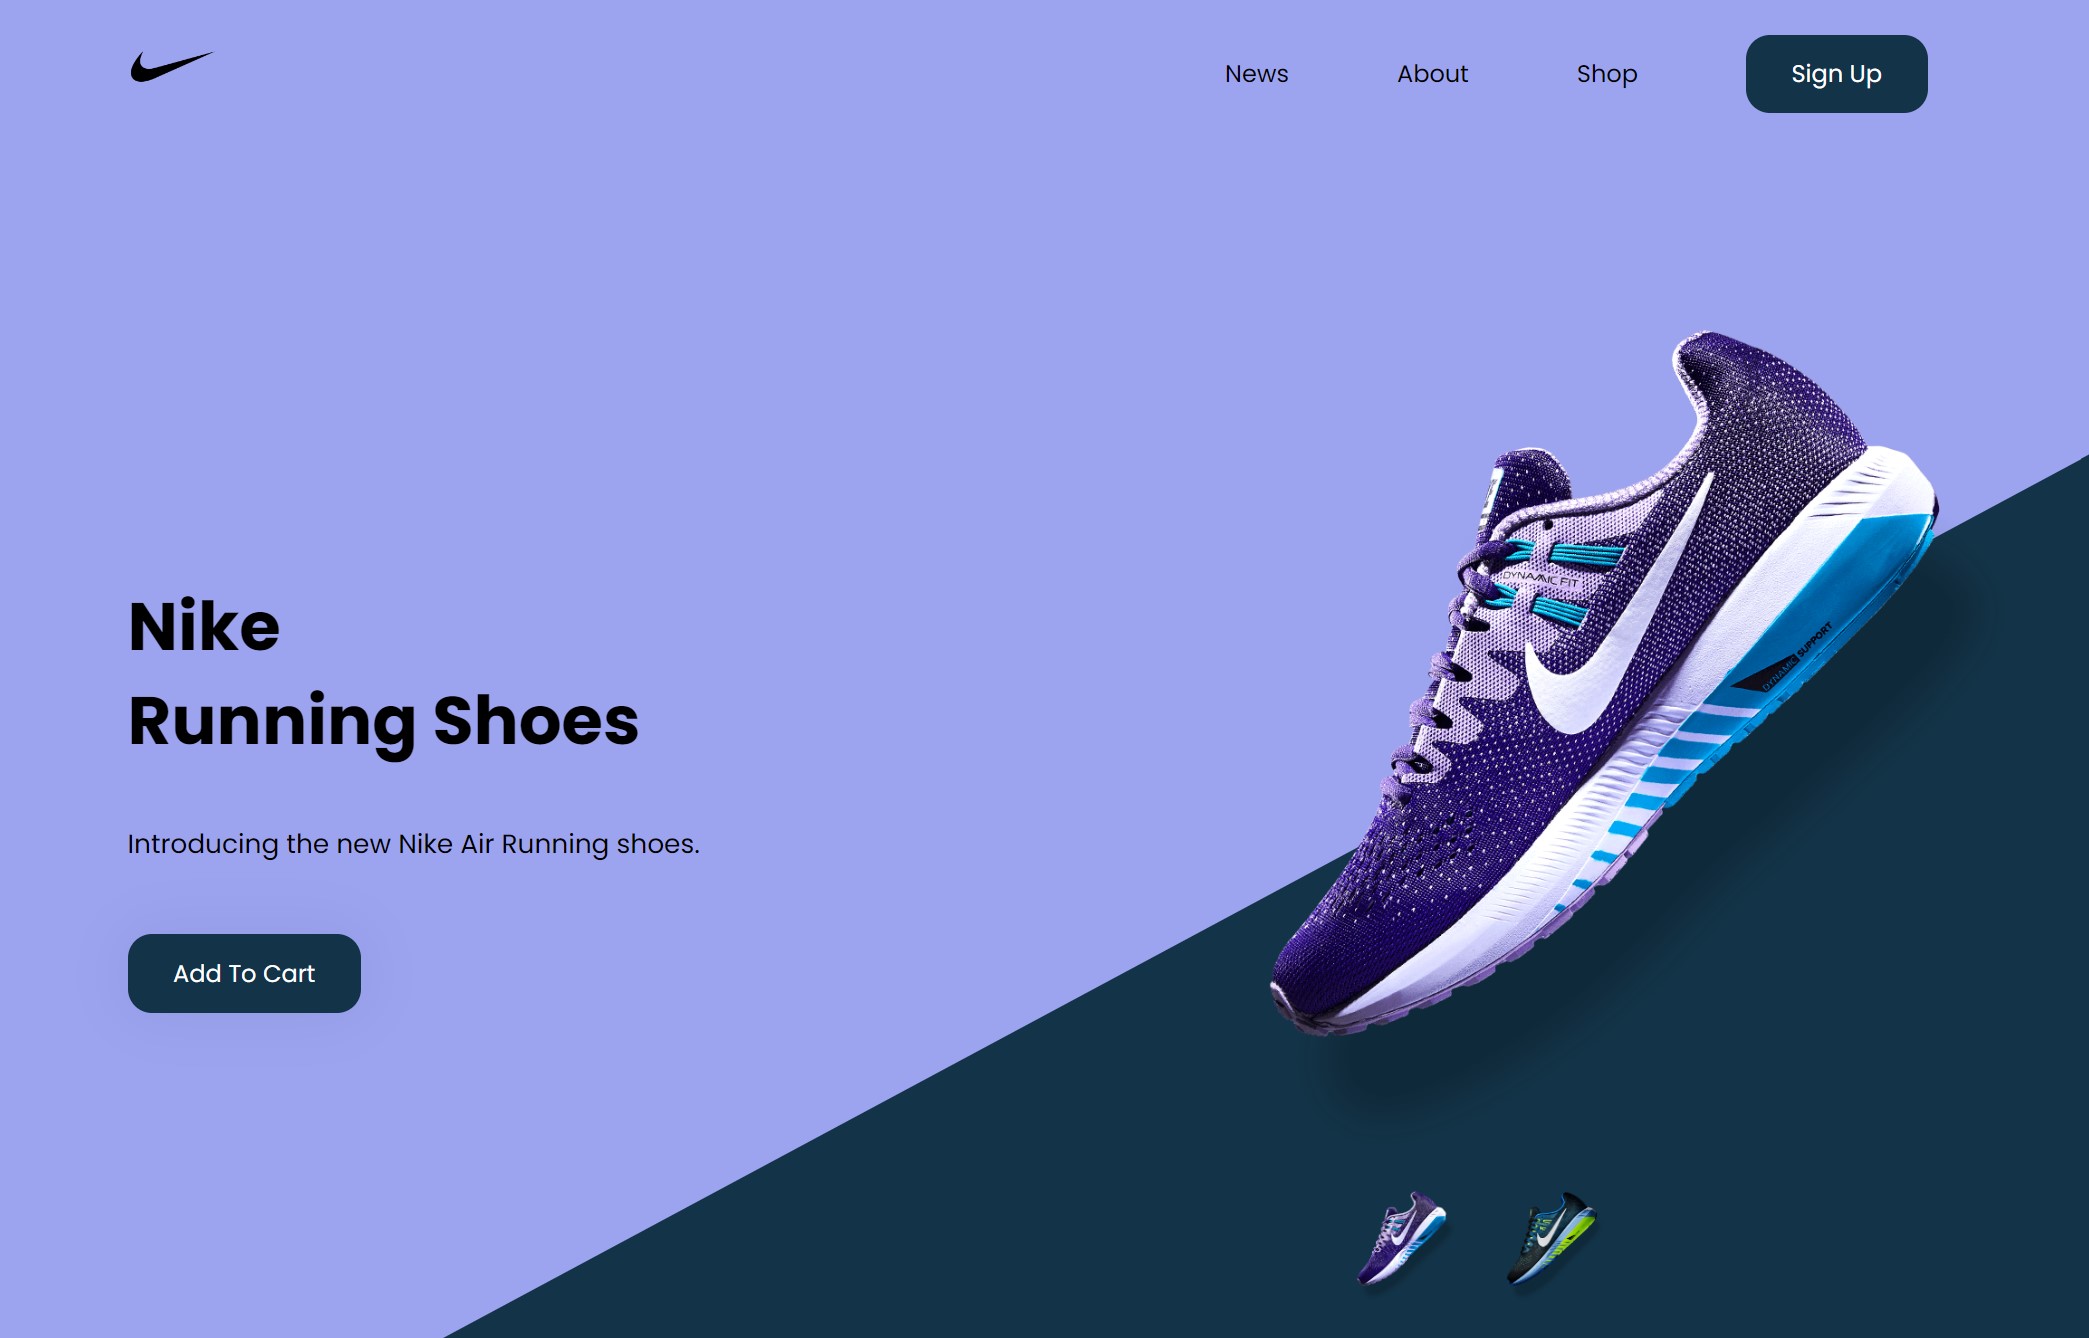 News
About
Shop
Sign Up
Nike
Running Shoes
Introducing the new Nike Air Running shoes.
Add To Cart
DYNAMIC FIT
DYNAMIC SUPPORT